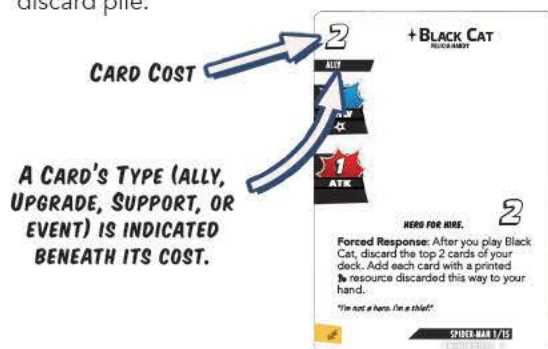 discard pile.
CARD COST
A CARD'S TYPE (ALLY,
UPGRADE, SUPPORT, OR
EVENT) IS INDICATED
BENEATH ITS COST.
2
BLACK CAT
FELICIA HARDY
ALLY
1
ATK
HERO FOR HIRE.
2
Forced Response: After you play Black
Cat, discard the top 2 cards of your
deck. Add each card with a printed
resource discarded this way to your
hand.
"I'm not a hero. I'm a thief."
SPIDER-MAN 1/15